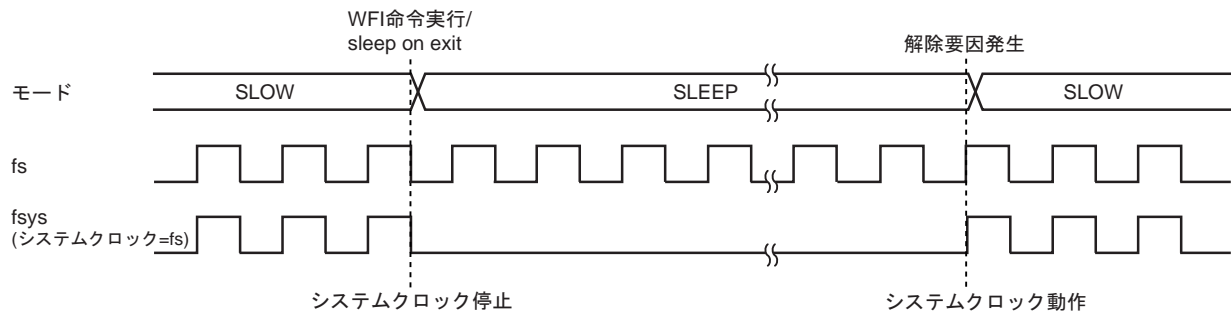 WFI命令実行/
sleep on exit
解除要因発生
モード
SLOW
SLEEP
SLOW
fs
fsys
(システムクロック=fs)
システムクロック停止
システムクロック動作